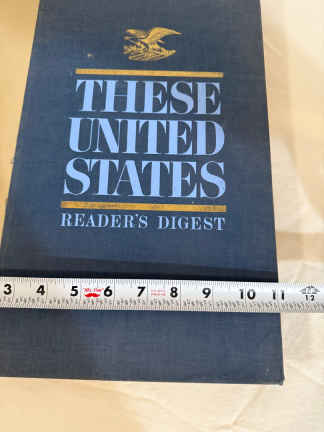 THESE
UNITED
STATES
READER'S DIGEST
3 4 5 6 7 8 9 10 11 12